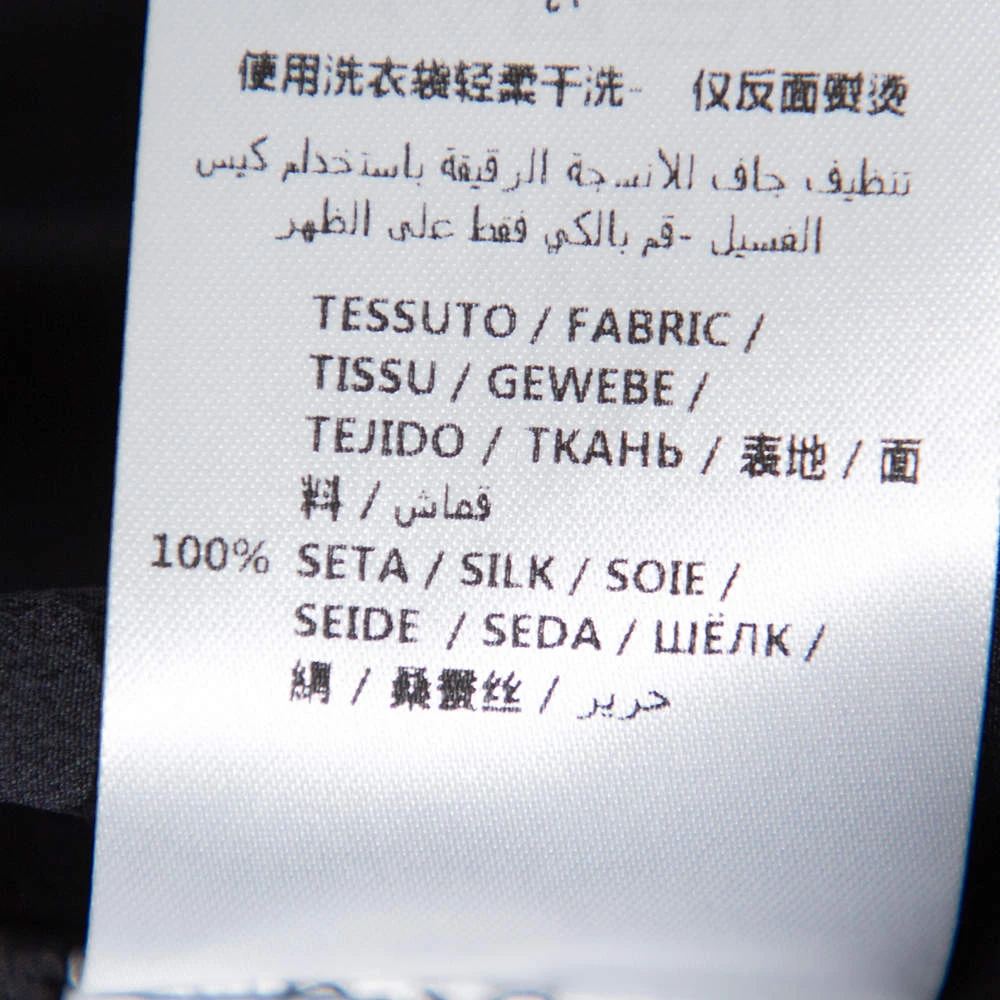 使用洗衣袋轻柔干洗- 仅反面熨烫
تنظيف جاف للأنسجة الرقيقة باستخدام كيس
الغسيل -قم بالكي فقط على الظهر
TESSUTO / FABRIC /
TISSU / GEWEBE /
TEJIDO / ТКАНЬ / 表地 / 面
料 / قماش
100% SETA / SILK / SOIE /
SEIDE / SEDA / ШЁЛК /
絹 / 桑蚕丝 / حرير